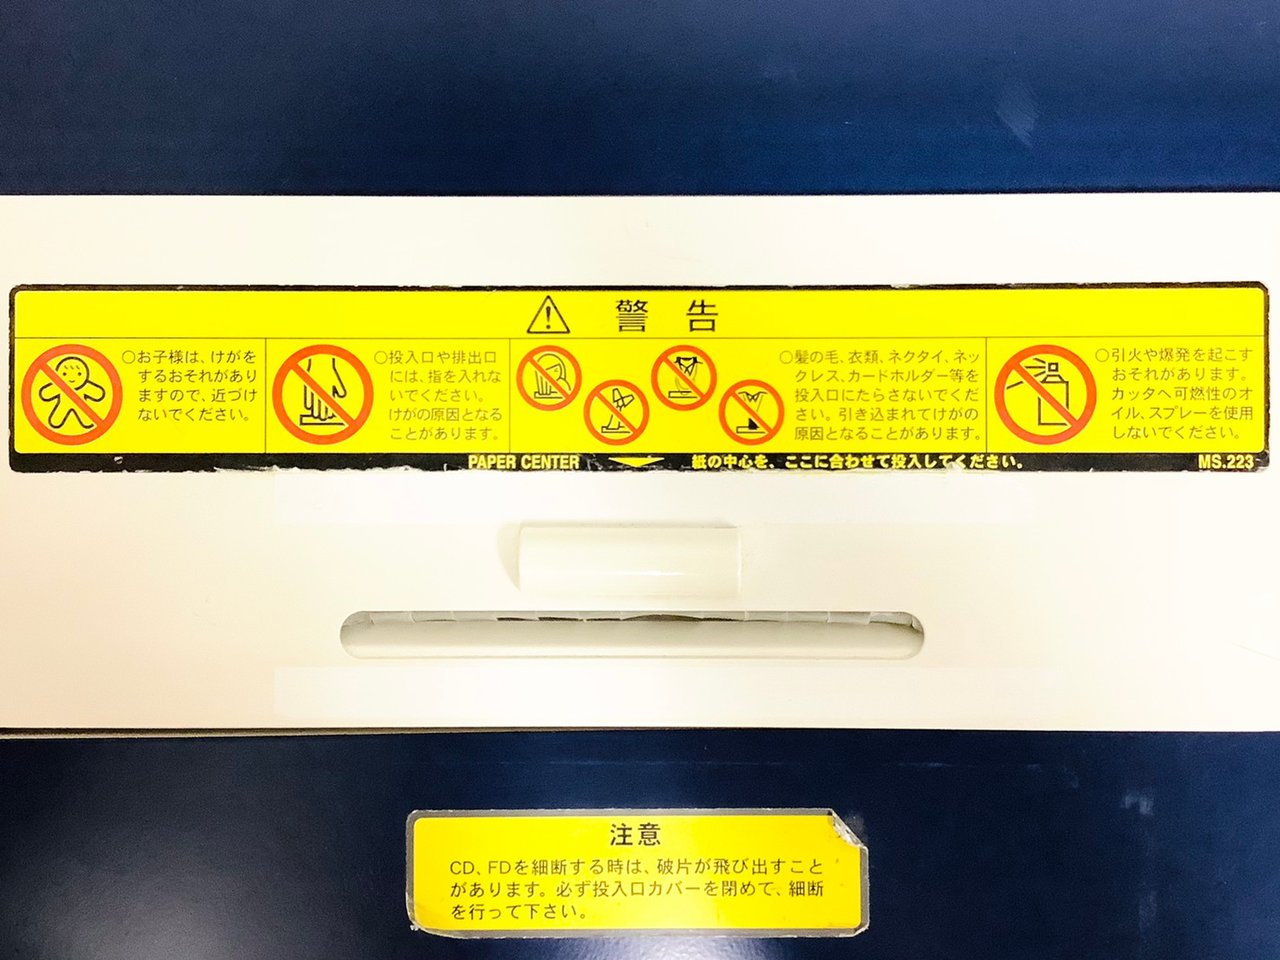 警告
○お子様は、けがを
するおそれがあり
ますので、近づけ
ないでください。
○投入口や排出口
には、指を入れな
いでください。
けがの原因となる
ことがあります。
○髪の毛、衣類、ネクタイ、ネッ
クレス、カードホルダー等を
投入口にたらさないでくだ
さい。引き込まれてけがの
原因となることがあります。
○引火や爆発を起こす
おそれがあります。
カッタへ可燃性のオ
イル、スプレーを使用
しないでください。
PAPER CENTER 紙の中心を、ここに合わせて投入してください。 MS.223
注意
CD、FDを細断する時は、破片が飛び出すこと
があります。必ず投入口カバーを閉めて、細断
を行って下さい。